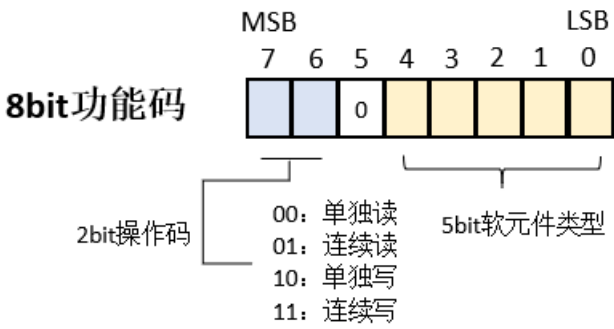 MSB LSB
7 6 5 4 3 2 1 0
8bit功能码
0
2bit操作码
00：单独读
01：连续读
10：单独写
11：连续写
5bit软元件类型